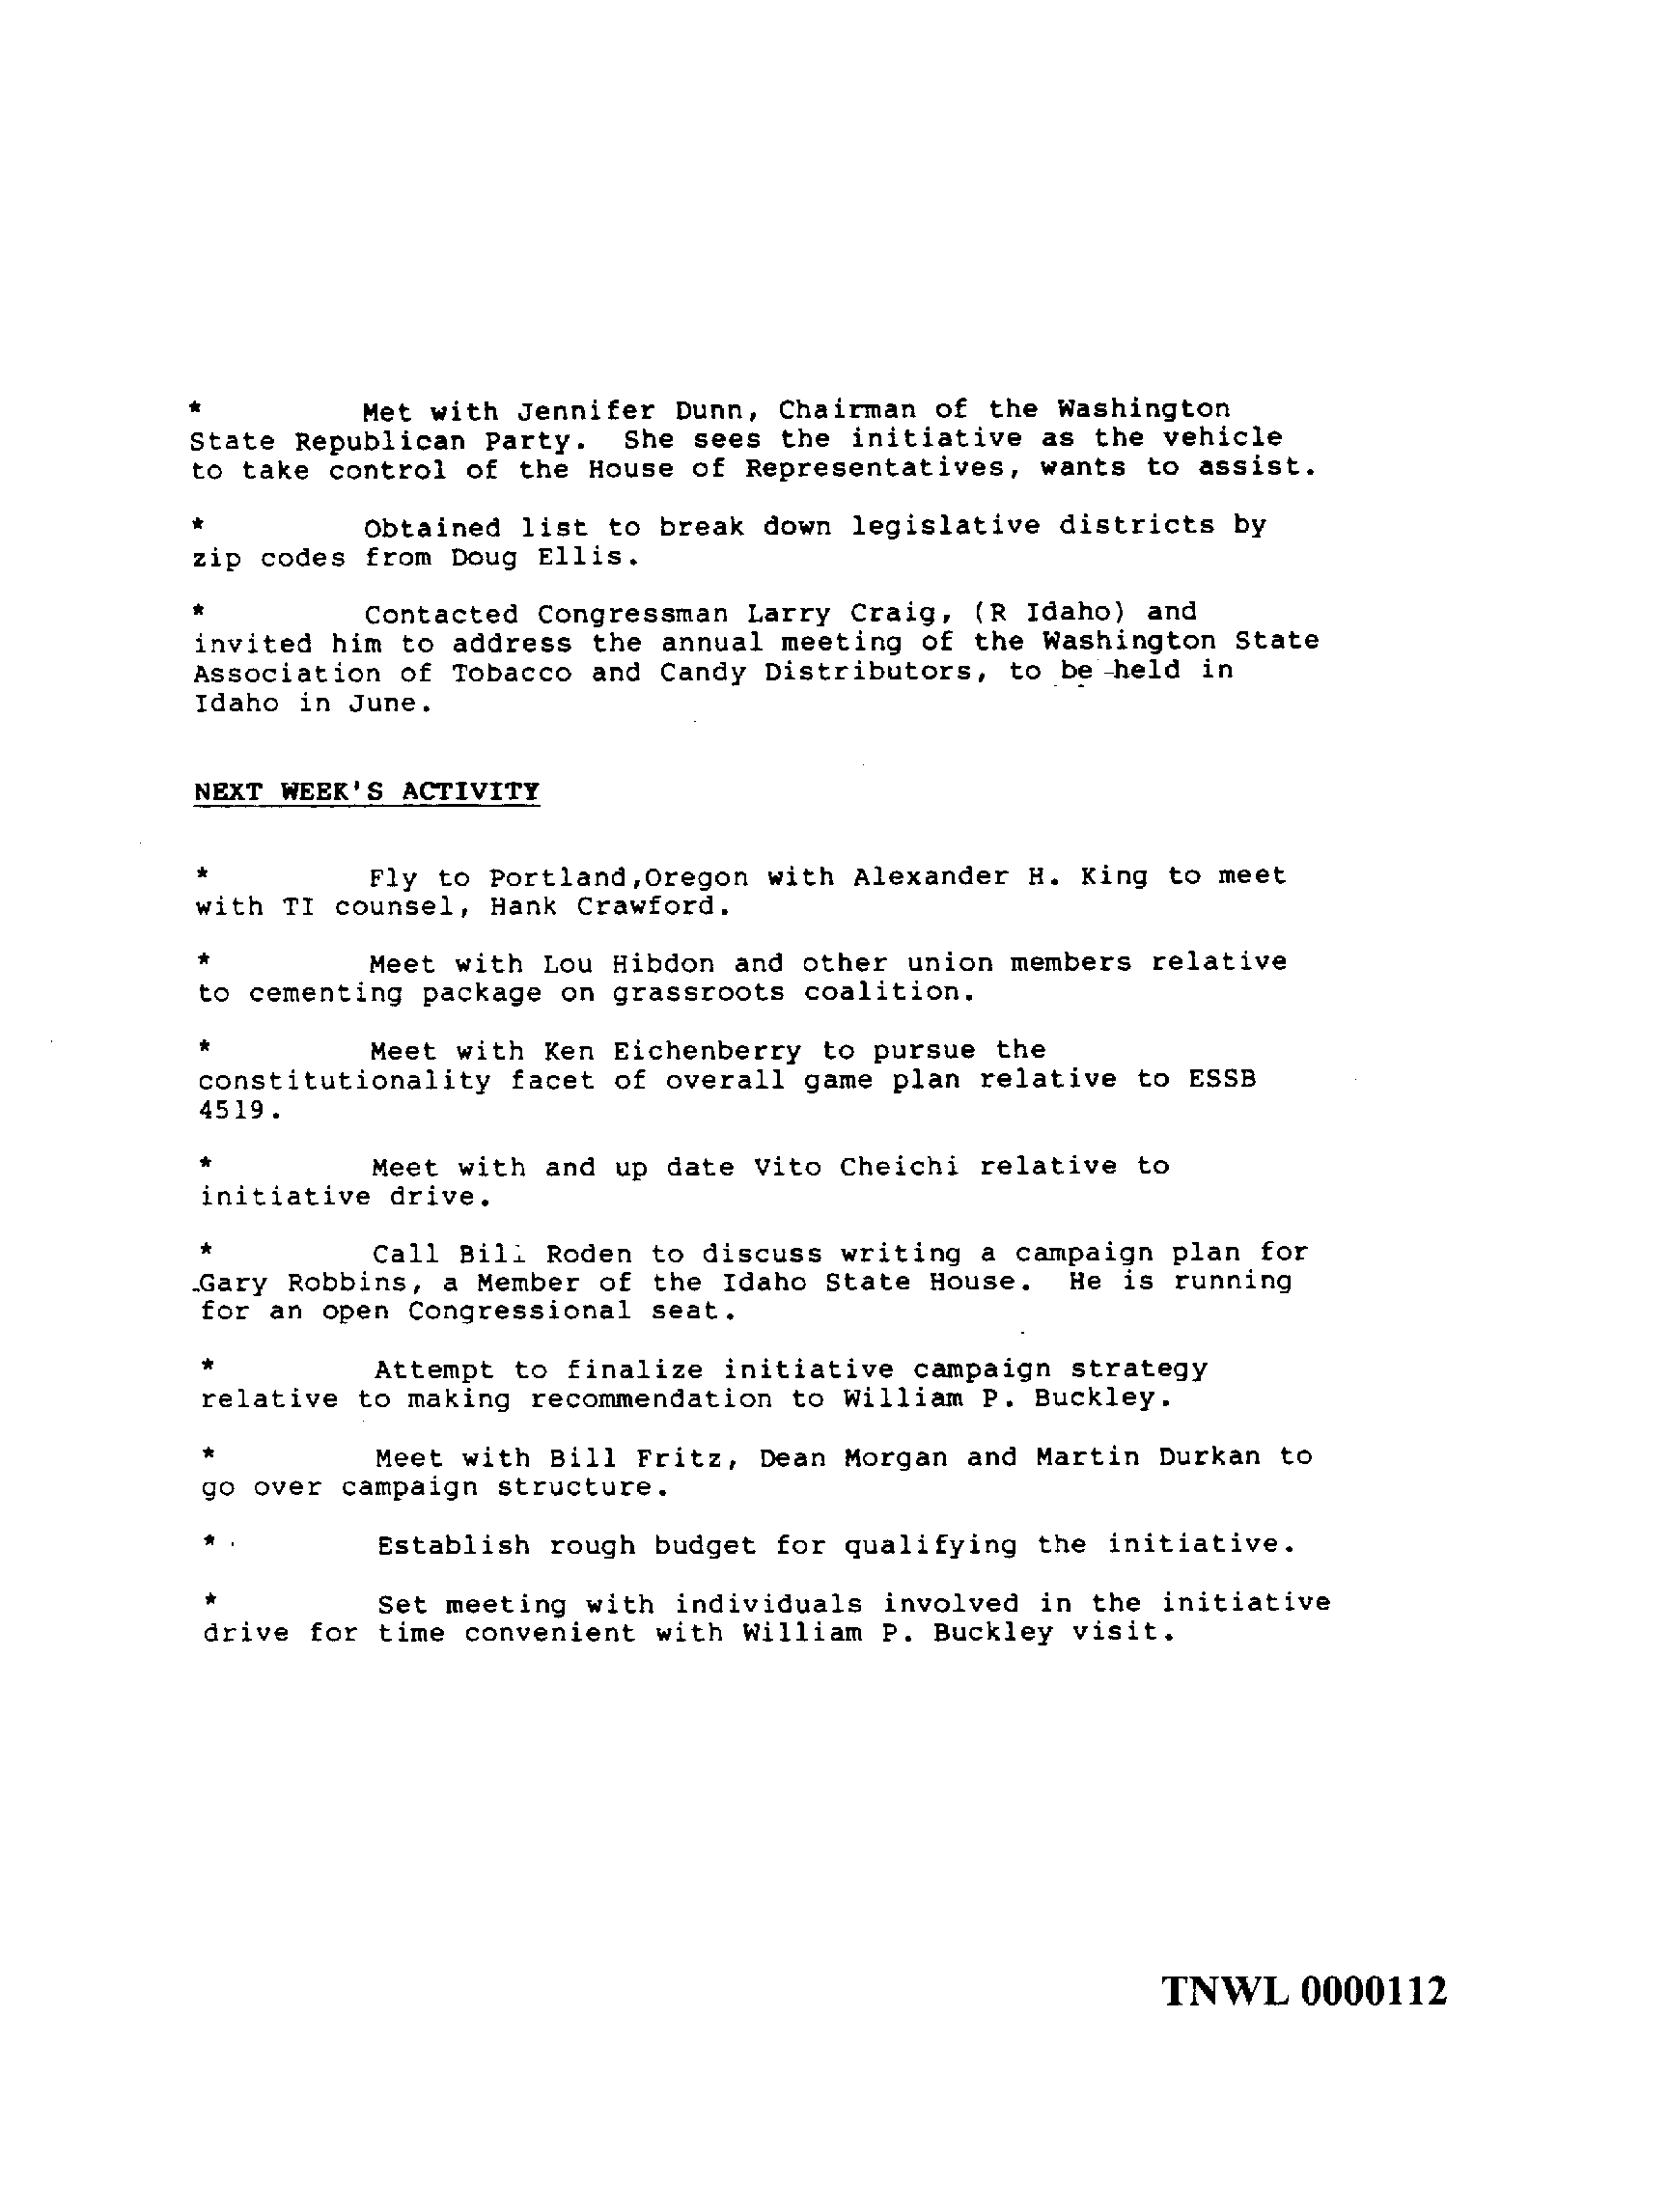 * Met with Jennifer Dunn, Chairman of the Washington
State Republican Party. She sees the initiative as the vehicle
to take control of the House of Representatives, wants to assist.
* Obtained list to break down legislative districts by
zip codes from Doug Ellis.
* Contacted Congressman Larry Craig, (R Idaho) and
invited him to address the annual meeting of the Washington State
Association of Tobacco and Candy Distributors, to be held in
Idaho in June.
NEXT WEEK'S ACTIVITY
* Fly to Portland,Oregon with Alexander H. King to meet
with TI counsel, Hank Crawford.
* Meet with Lou Hibdon and other union members relative
to cementing package on grassroots coalition.
* Meet with Ken Eichenberry to pursue the
constitutionality facet of overall game plan relative to ESSB
4519.
* Meet with and up date Vito Cheichi relative to
initiative drive.
* Call Bill Roden to discuss writing a campaign plan for
Gary Robbins, a Member of the Idaho State House. He is running
for an open Congressional seat.
* Attempt to finalize initiative campaign strategy
relative to making recommendation to William P. Buckley.
* Meet with Bill Fritz, Dean Morgan and Martin Durkan to
go over campaign structure.
* Establish rough budget for qualifying the initiative.
* Set meeting with individuals involved in the initiative
drive for time convenient with William P. Buckley visit.
TNWL 0000112